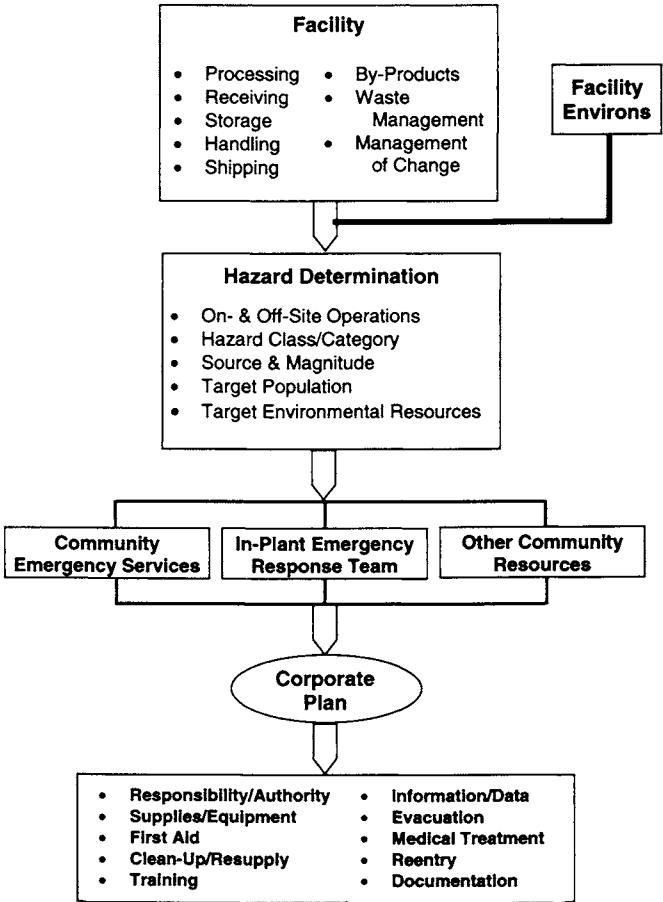 Facility
• Processing
• Receiving
• Storage
• Handling
• Shipping
• By-Products
• Waste
Management
• Management
of Change
Facility
Environs
Hazard Determination
• On- & Off-Site Operations
• Hazard Class/Category
• Source & Magnitude
• Target Population
• Target Environmental Resources
Community
Emergency Services
In-Plant Emergency
Response Team
Other Community
Resources
Corporate
Plan
• Responsibility/Authority
• Supplies/Equipment
• First Aid
• Clean-Up/Resupply
• Training
• Information/Data
• Evacuation
• Medical Treatment
• Reentry
• Documentation